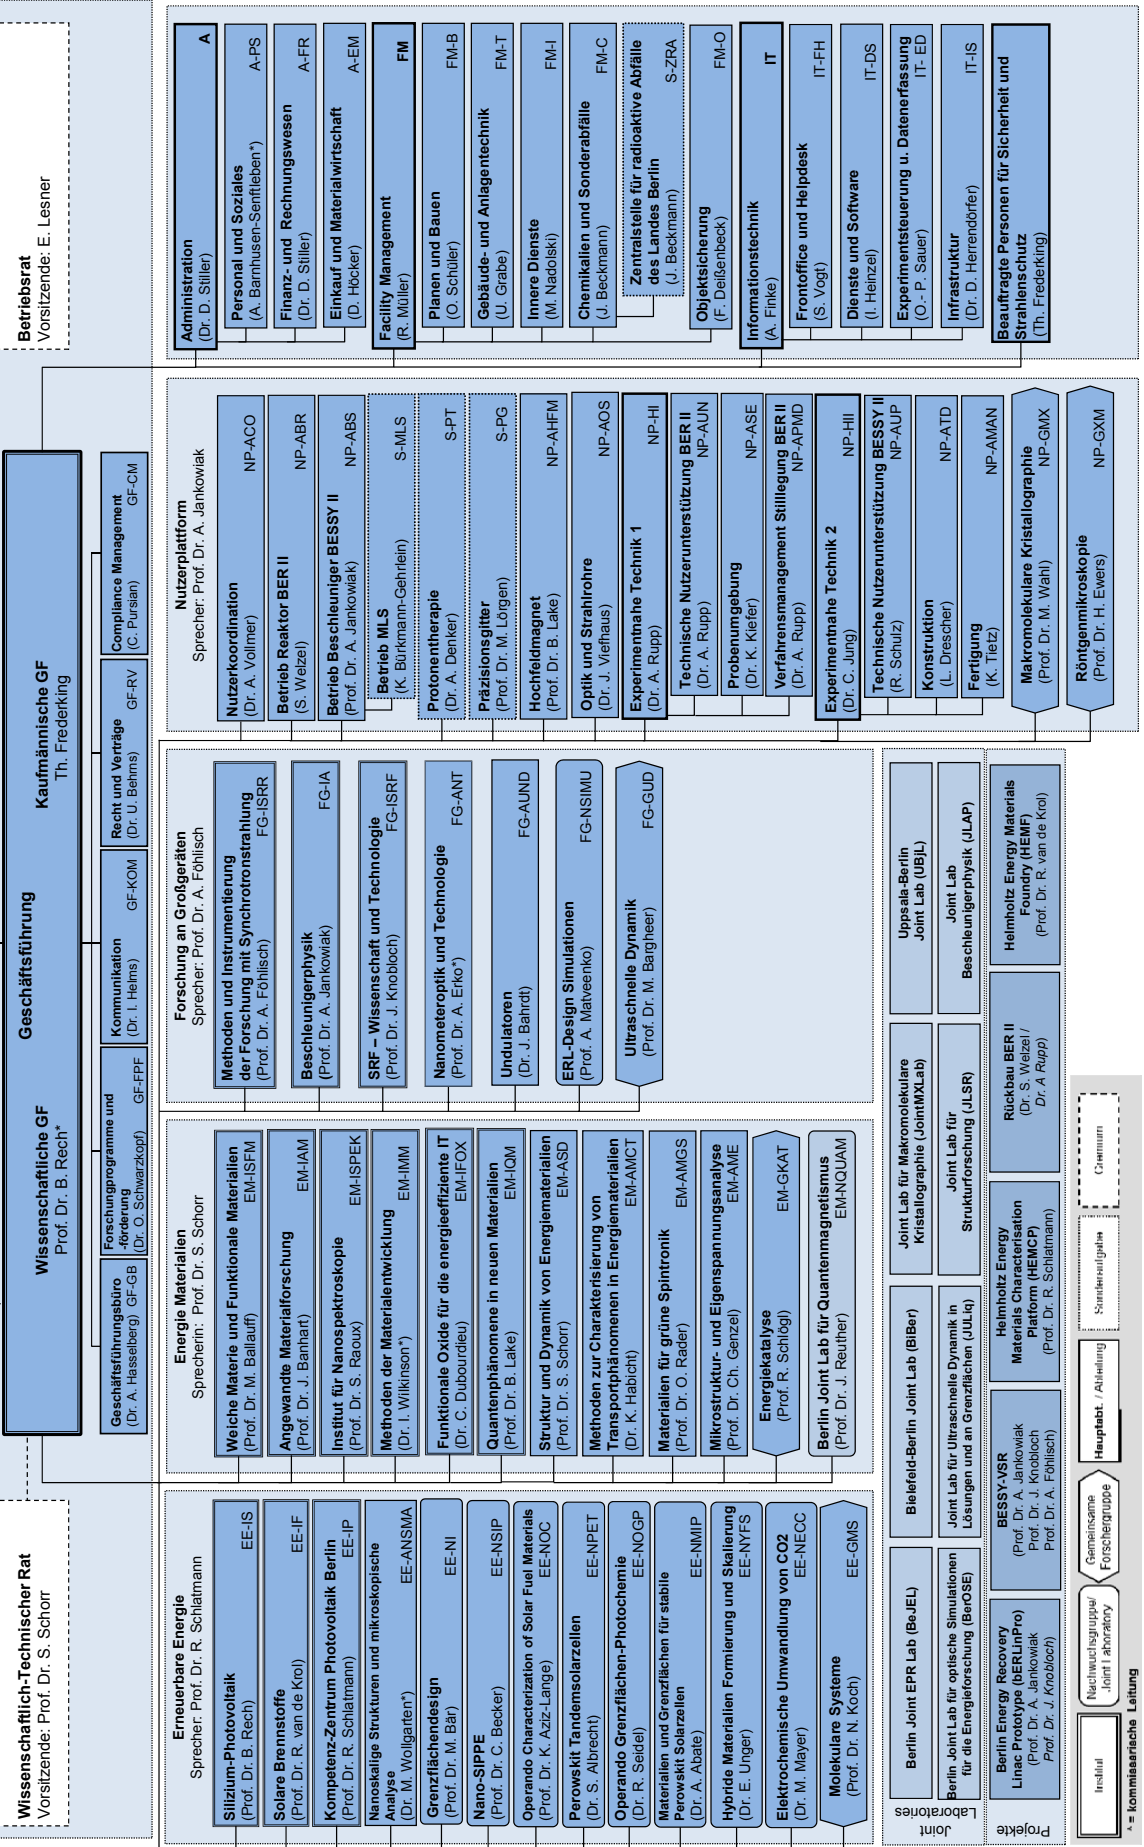 Wissenschaftlich-Technischer Rat
Vorsitzende: Prof. Dr. S. Schorr
Geschäftsführung
Wissenschaftliche GF
Prof. Dr. B. Rech*
Kaufmännische GF
Th. Frederking
Betriebsrat
Vorsitzende: E. Lesner
Geschäftsführungsbüro
(Dr. A. Hasselberg) GF-GB
Forschungsprogramme und
-förderung
(Dr. O. Schwarzkopf) GF-FPF
Kommunikation
(Dr. I. Helms) GF-KOM
Recht und Verträge
(Dr. U. Behrns) GF-RV
Compliance Management
(C. Pursian) GF-CM
Erneuerbare Energie
Sprecher: Prof. Dr. R. Schlatmann
Silizium-Photovoltaik
(Prof. Dr. B. Rech) EE-IS
Solare Brennstoffe
(Prof. Dr. R. van de Krol) EE-IF
Kompetenz-Zentrum Photovoltaik Berlin
(Prof. Dr. R. Schlatmann) EE-IP
Nanoskalige Strukturen und mikroskopische
Analyse
(Dr. M. Wollgarten*) EE-ANSMA
Grenzflächendesign
(Prof. Dr. M. Bär) EE-NI
Nano-SIPPE
(Prof. Dr. C. Becker) EE-NSIP
Operando Characterization of Solar Fuel Materials
(Prof. Dr. K. Aziz-Lange) EE-NOC
Perowskit Tandemsolarzellen
(Dr. S. Albrecht) EE-NPET
Operando Grenzflächen-Photochemie
(Dr. R. Seidel) EE-NOGP
Materialien und Grenzflächen für stabile
Perowskit Solarzellen
(Dr. A. Abate) EE-NMIP
Hybride Materialien Formierung und Skalierung
(Dr. E. Unger) EE-NYFS
Elektrochemische Umwandlung von CO2
(Dr. M. Mayer) EE-NECC
Molekulare Systeme
(Prof. Dr. N. Koch) EE-GMS
Energie Materialien
Sprecherin: Prof. Dr. S. Schorr
Weiche Materie und Funktionale Materialien
(Prof. Dr. M. Ballauff) EM-ISFM
Angewandte Materialforschung
(Prof. Dr. J. Banhart) EM-IAM
Institut für Nanospektroskopie
(Prof. Dr. S. Raoux) EM-ISPEK
Methoden der Materialentwicklung
(Dr. I. Wilkinson*) EM-IMM
Funktionale Oxide für die energieeffiziente IT
(Dr. C. Dubourdieu) EM-IFOX
Quantenphänomene in neuen Materialien
(Prof. Dr. B. Lake) EM-IQM
Struktur und Dynamik von Energiematerialien
(Prof. Dr. S. Schorr) EM-ASD
Methoden zur Charakterisierung von
Transportphänomenen in Energiematerialien
(Dr. K. Habicht) EM-AMCT
Materialien für grüne Spintronik
(Prof. Dr. O. Rader) EM-AMGS
Mikrostruktur- und Eigenspannungsanalyse
(Prof. Dr. Ch. Genzel) EM-AME
Energiekatalyse
(Prof. R. Schlögl) EM-GKAT
Berlin Joint Lab für Quantenmagnetismus
(Prof. Dr. J. Reuther) EM-NQUAM
Forschung an Großgeräten
Sprecher: Prof. Dr. A. Föhlisch
Methoden und Instrumentierung
der Forschung mit Synchrotronstrahlung
(Prof. Dr. A. Föhlisch) FG-ISRR
Beschleunigerphysik
(Prof. Dr. A. Jankowiak) FG-IA
SRF – Wissenschaft und Technologie
(Prof. Dr. J. Knobloch) FG-ISRF
Nanometeroptik und Technologie
(Prof. Dr. A. Erko*) FG-ANT
Undulatoren
(Dr. J. Bahrdt) FG-AUND
ERL-Design Simulationen
(Prof. A. Matveenko) FG-NSIMU
Ultraschnelle Dynamik
(Prof. Dr. M. Bargheer) FG-GUD
Nutzerplattform
Sprecher: Prof. Dr. A. Jankowiak
Nutzerkoordination
(Dr. A. Vollmer) NP-ACO
Betrieb Reaktor BER II
(S. Welzel) NP-ABR
Betrieb Beschleuniger BESSY II
(Prof. Dr. A. Jankowiak) NP-ABS
Betrieb MLS S-MLS
(K. Bürkmann-Gehrlein)
Protonentherapie
(Dr. A. Denker) S-PT
Präzisionsgitter
(Prof. Dr. M. Lörgen) S-PG
Hochfeldmagnet
(Prof. Dr. B. Lake) NP-AHFM
Optik und Strahlrohre
(Dr. J. Viefhaus) NP-AOS
Experimentnahe Technik 1
(Dr. A. Rupp) NP-HI
Technische Nutzerunterstützung BER II
(Dr. A. Rupp) NP-AUN
Probenumgebung
(Dr. K. Kiefer) NP-ASE
Verfahrensmanagement Stilllegung BER II
(Dr. A. Rupp) NP-APMD
Experimentnahe Technik 2
(Dr. C. Jung) NP-HII
Technische Nutzerunterstützung BESSY II
(R. Schulz) NP-AUP
Konstruktion
(L. Drescher) NP-ATD
Fertigung
(K. Tietz) NP-AMAN
Makromolekulare Kristallographie
(Prof. Dr. M. Wahl) NP-GMX
Röntgenmikroskopie
(Prof. Dr. H. Ewers) NP-GXM
Administration A
(Dr. D. Stiller)
Personal und Soziales
(A. Barnhusen-Senftleben*) A-PS
Finanz- und Rechnungswesen
(Dr. D. Stiller) A-FR
Einkauf und Materialwirtschaft
(D. Höcker) A-EM
Facility Management FM
(R. Müller)
Planen und Bauen
(O. Schüler) FM-B
Gebäude- und Anlagentechnik
(U. Grabe) FM-T
Innere Dienste
(M. Nadolski) FM-I
Chemikalien und Sonderabfälle
(J. Beckmann) FM-C
Zentralstelle für radioaktive Abfälle
des Landes Berlin
(J. Beckmann) S-ZRA
Objektsicherung
(F. Deißenbeck) FM-O
Informationstechnik IT
(A. Finke)
Frontoffice und Helpdesk
(S. Vogt) IT-FH
Dienste und Software
(I. Heinzel) IT-DS
Experimentsteuerung u. Datenerfassung
(O.- P. Sauer) IT- ED
Infrastruktur
(Dr. D. Herrendörfer) IT-IS
Beauftragte Personen für Sicherheit und
Strahlenschutz
(Th. Frederking)
Joint
Laboratories
Berlin Joint EPR Lab (BeJEL)
Bielefeld-Berlin Joint Lab (BiBer)
Joint Lab für Makromolekulare
Kristallographie (JointMXLab)
Uppsala-Berlin
Joint Lab (UBjL)
Berlin Joint Lab für optische Simulationen
für die Energieforschung (BerOSE)
Joint Lab für Ultraschnelle Dynamik in
Lösungen und an Grenzflächen (JULiq)
Joint Lab für
Strukturforschung (JLSR)
Joint Lab
Beschleunigerphysik (JLAP)
Projekte
Berlin Energy Recovery
Linac Prototype (bERLinPro)
(Prof. Dr. A. Jankowiak
Prof. Dr. J. Knobloch)
BESSY-VSR
(Prof. Dr. A. Jankowiak
Prof. Dr. J. Knobloch
Prof. Dr. A. Föhlisch)
Helmholtz Energy
Materials Characterisation
Platform (HEMCP)
(Prof. Dr. R. Schlatmann)
Rückbau BER II
(Dr. S. Welzel /
Dr. A Rupp)
Helmholtz Energy Materials
Foundry (HEMF)
(Prof. Dr. R. van de Krol)
Institut
Nachwuchsgruppe/
Joint Laboratory
Gemeinsame
Forschergruppe
Hauptabt. / Abteilung
Sonderaufgabe
Gremium
* = kommissarische Leitung